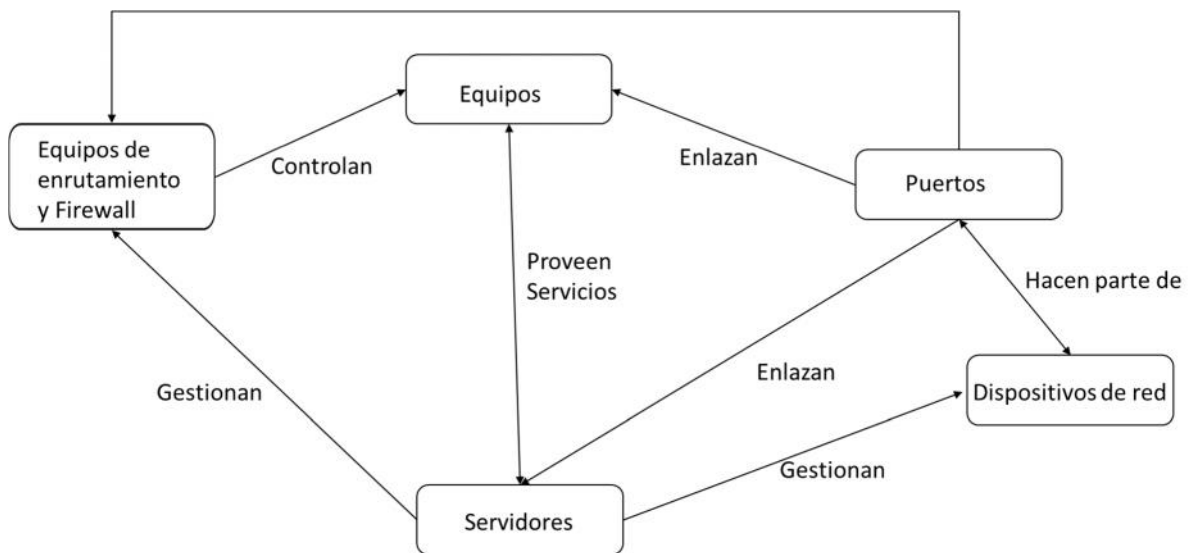 Equipos
Equipos de
enrutamiento
y Firewall
Controlan
Enlazan
Puertos
Proveen
Servicios
Hacen parte de
Gestionan
Enlazan
Dispositivos de red
Gestionan
Servidores